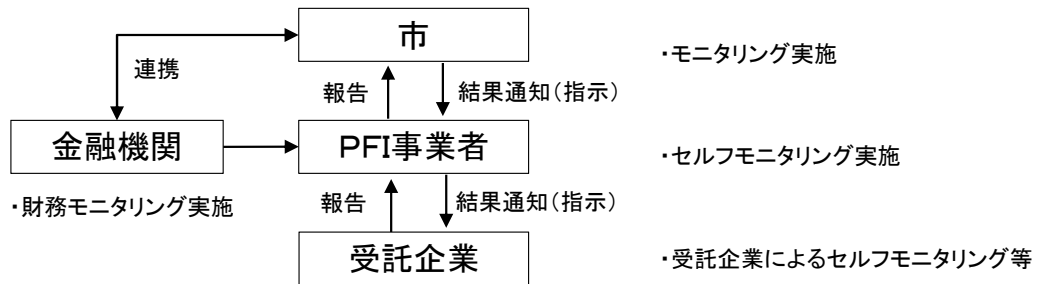 市
・モニタリング実施
連携
報告
結果通知(指示)
金融機関
PFI事業者
・セルフモニタリング実施
・財務モニタリング実施
報告
結果通知(指示)
受託企業
・受託企業によるセルフモニタリング等